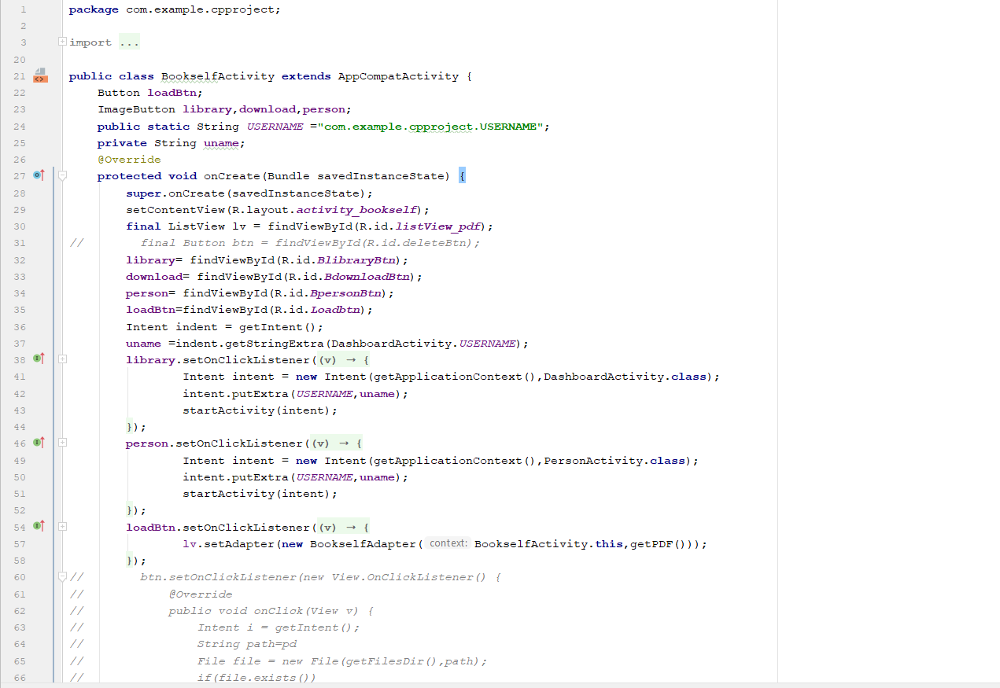 1 package com.example.cpproject;
2
3 import ...
20
21 public class BookselfActivity extends AppCompatActivity {
22 Button loadBtn;
23 ImageButton library,download,person;
24 public static String USERNAME ="com.example.cpproject.USERNAME";
25 private String uname;
26 @Override
27 protected void onCreate(Bundle savedInstanceState) {
28 super.onCreate(savedInstanceState);
29 setContentView(R.layout.activity_bookself);
30 final ListView lv = findViewById(R.id.listView_pdf);
31 // final Button btn = findViewById(R.id.deleteBtn);
32 library= findViewById(R.id.BlibraryBtn);
33 download= findViewById(R.id.BdownloadBtn);
34 person= findViewById(R.id.BpersonBtn);
35 loadBtn=findViewById(R.id.Loadbtn);
36 Intent indent = getIntent();
37 uname =indent.getStringExtra(DashboardActivity.USERNAME);
38 library.setOnClickListener((v) → {
41 Intent intent = new Intent(getApplicationContext(),DashboardActivity.class);
42 intent.putExtra(USERNAME,uname);
43 startActivity(intent);
44 });
46 person.setOnClickListener((v) → {
49 Intent intent = new Intent(getApplicationContext(),PersonActivity.class);
50 intent.putExtra(USERNAME,uname);
51 startActivity(intent);
52 });
54 loadBtn.setOnClickListener((v) → {
57 lv.setAdapter(new BookselfAdapter( context: BookselfActivity.this,getPDF()));
58 });
60 // btn.setOnClickListener(new View.OnClickListener() {
61 // @Override
62 // public void onClick(View v) {
63 // Intent i = getIntent();
64 // String path=pd
65 // File file = new File(getFilesDir(),path);
66 // if(file.exists())